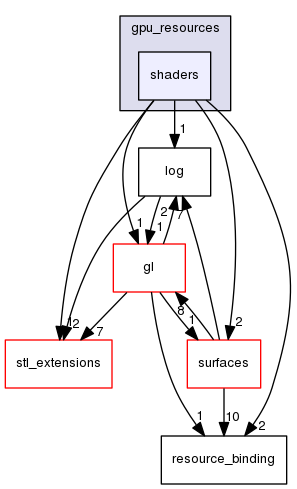 gpu_resources
shaders
1
log
2
7
1
1
gl
8
1
12
7
2
stl_extensions
surfaces
1
10
2
resource_binding